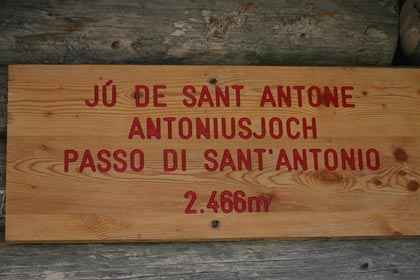 JÚ DE SANT ANTONE
ANTONIUSJOCH
PASSO DI SANT'ANTONIO
2.466m